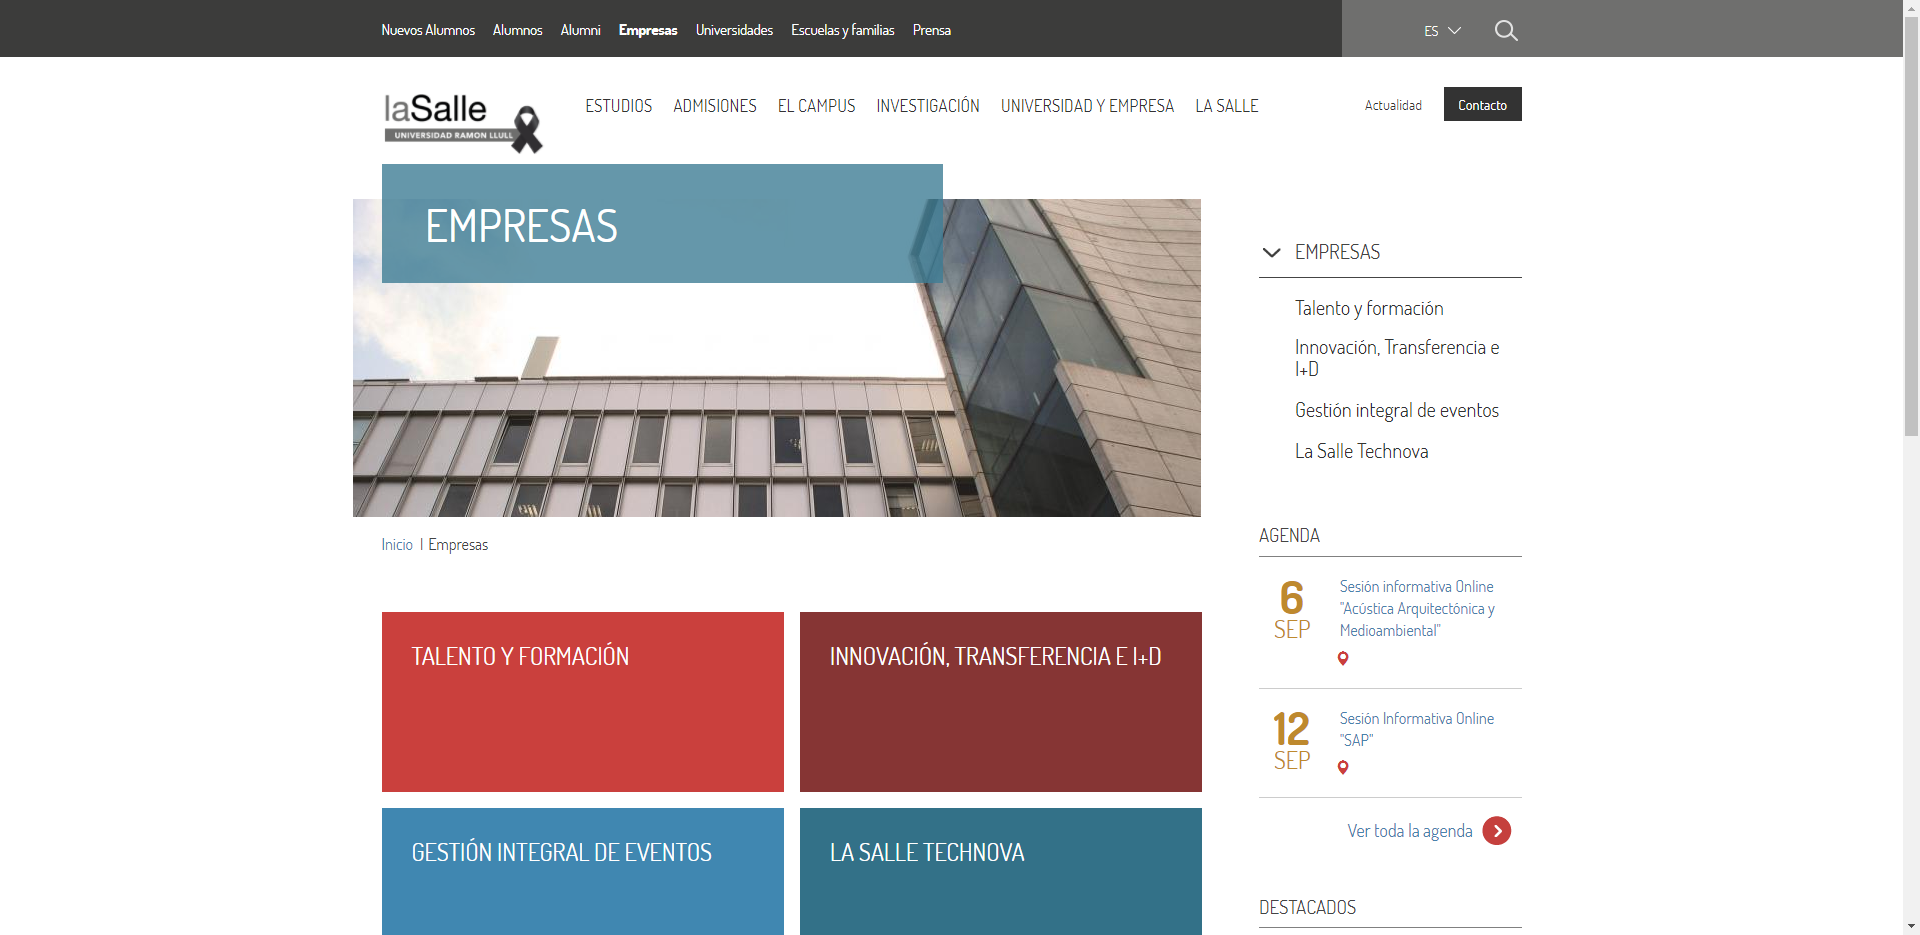 Nuevos Alumnos Alumnos Alumni Empresas Universidades Escuelas y familias Prensa
ES
laSalle
UNIVERSIDAD RAMON LLULL
ESTUDIOS ADMISIONES EL CAMPUS INVESTIGACIÓN UNIVERSIDAD Y EMPRESA LA SALLE
Actualidad
Contacto
EMPRESAS
Inicio | Empresas
TALENTO Y FORMACIÓN
INNOVACIÓN, TRANSFERENCIA E I+D
GESTIÓN INTEGRAL DE EVENTOS
LA SALLE TECHNOVA
EMPRESAS
Talento y formación
Innovación, Transferencia e
I+D
Gestión integral de eventos
La Salle Technova
AGENDA
6
SEP
Sesión informativa Online
"Acústica Arquitectónica y
Medioambiental"
12
SEP
Sesión Informativa Online
"SAP"
Ver toda la agenda
DESTACADOS